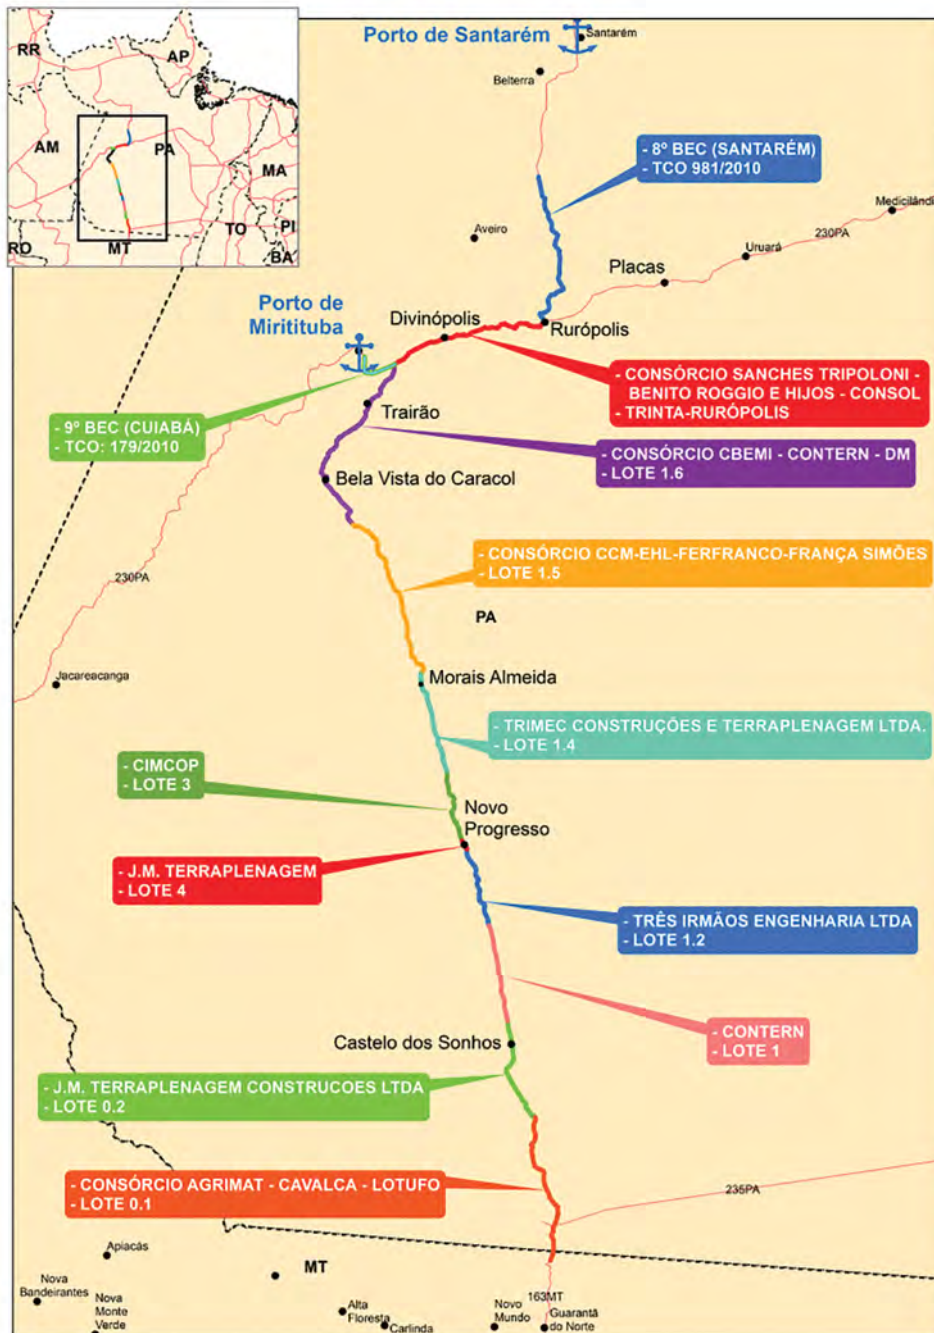 RR
AP
AM
PA
MA
RO
MT
TO
PI
BA
Porto de Santarém
Santarém
Belterra
- 8º BEC (SANTARÉM)
- TCO 981/2010
Medicilândi
230PA
Aveiro
Uruará
Placas
Porto de
Miritituba
Divinópolis
Rurópolis
- CONSÓRCIO SANCHES TRIPOLONI -
BENITO ROGGIO E HIJOS - CONSOL
- TRINTA-RURÓPOLIS
- 9º BEC (CUIABÁ)
- TCO: 179/2010
Trairão
- CONSÓRCIO CBEMI - CONTERN - DM
- LOTE 1.6
Bela Vista do Caracol
- CONSÓRCIO CCM-EHL-FERFRANCO-FRANÇA SIMÕES
- LOTE 1.5
230PA
PA
Jacareacanga
Morais Almeida
- TRIMEC CONSTRUÇÕES E TERRAPLENAGEM LTDA.
- LOTE 1.4
- CIMCOP
- LOTE 3
Novo
Progresso
- J.M. TERRAPLENAGEM
- LOTE 4
- TRÊS IRMÃOS ENGENHARIA LTDA
- LOTE 1.2
- CONTERN
- LOTE 1
Castelo dos Sonhos
- J.M. TERRAPLENAGEM CONSTRUCOES LTDA
- LOTE 0.2
- CONSÓRCIO AGRIMAT - CAVALCA - LOTUFO
- LOTE 0.1
235PA
Apiacás
MT
Nova
Bandeirantes
Nova
Monte
Verde
Alta
Floresta
Carlinda
Novo
Mundo
163MT
Guarantã
do Norte